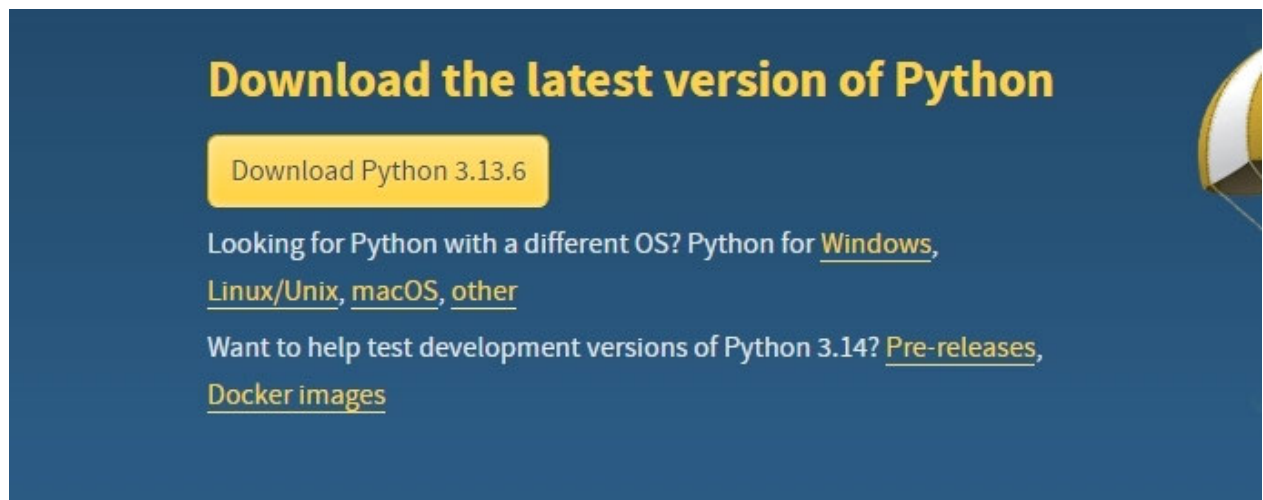 Download the latest version of Python
Download Python 3.13.6
Looking for Python with a different OS? Python for Windows,
Linux/Unix, macOS, other
Want to help test development versions of Python 3.14? Pre-releases,
Docker images